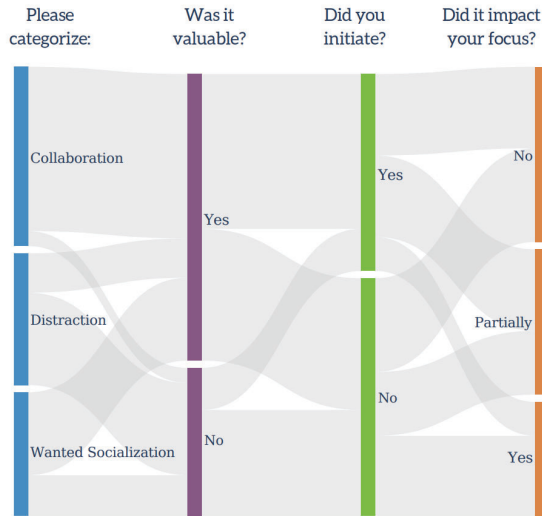 Please
categorize:
Was it
valuable?
Did you
initiate?
Did it impact
your focus?
Collaboration
Distraction
Wanted Socialization
Yes
No
Yes
No
No
Partially
Yes